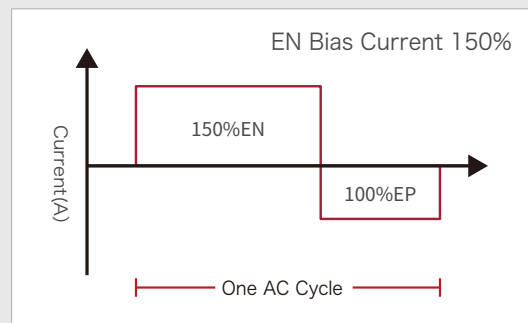 EN Bias Current 150%
Current(A)
150%EN
100%EP
One AC Cycle